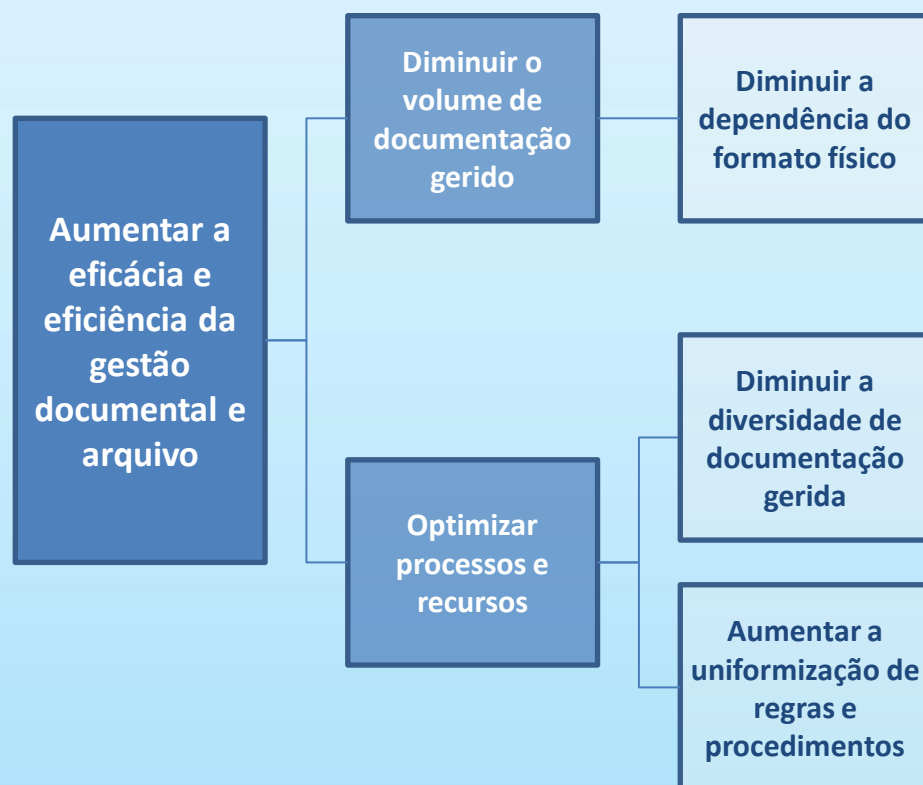 Aumentar a
eficácia e
eficiência da
gestão
documental e
arquivo
Diminuir o
volume de
documentação
gerido
Diminuir a
dependência do
formato físico
Optimizar
processos e
recursos
Diminuir a
diversidade de
documentação
gerida
Aumentar a
uniformização de
regras e
procedimentos